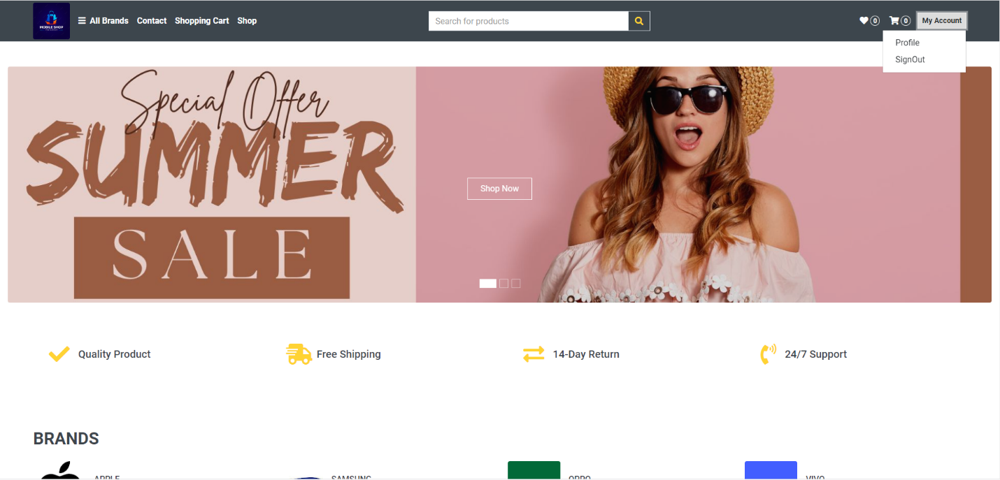 MOBILE SHOP
All Brands
Contact
Shopping Cart
Shop
Search for products
0
0
My Account
Profile
SignOut
Special Offer
SUMMER
SALE
Shop Now
Quality Product
Free Shipping
14-Day Return
24/7 Support
BRANDS
APPLE
SAMSUNG
OPPO
VIVO